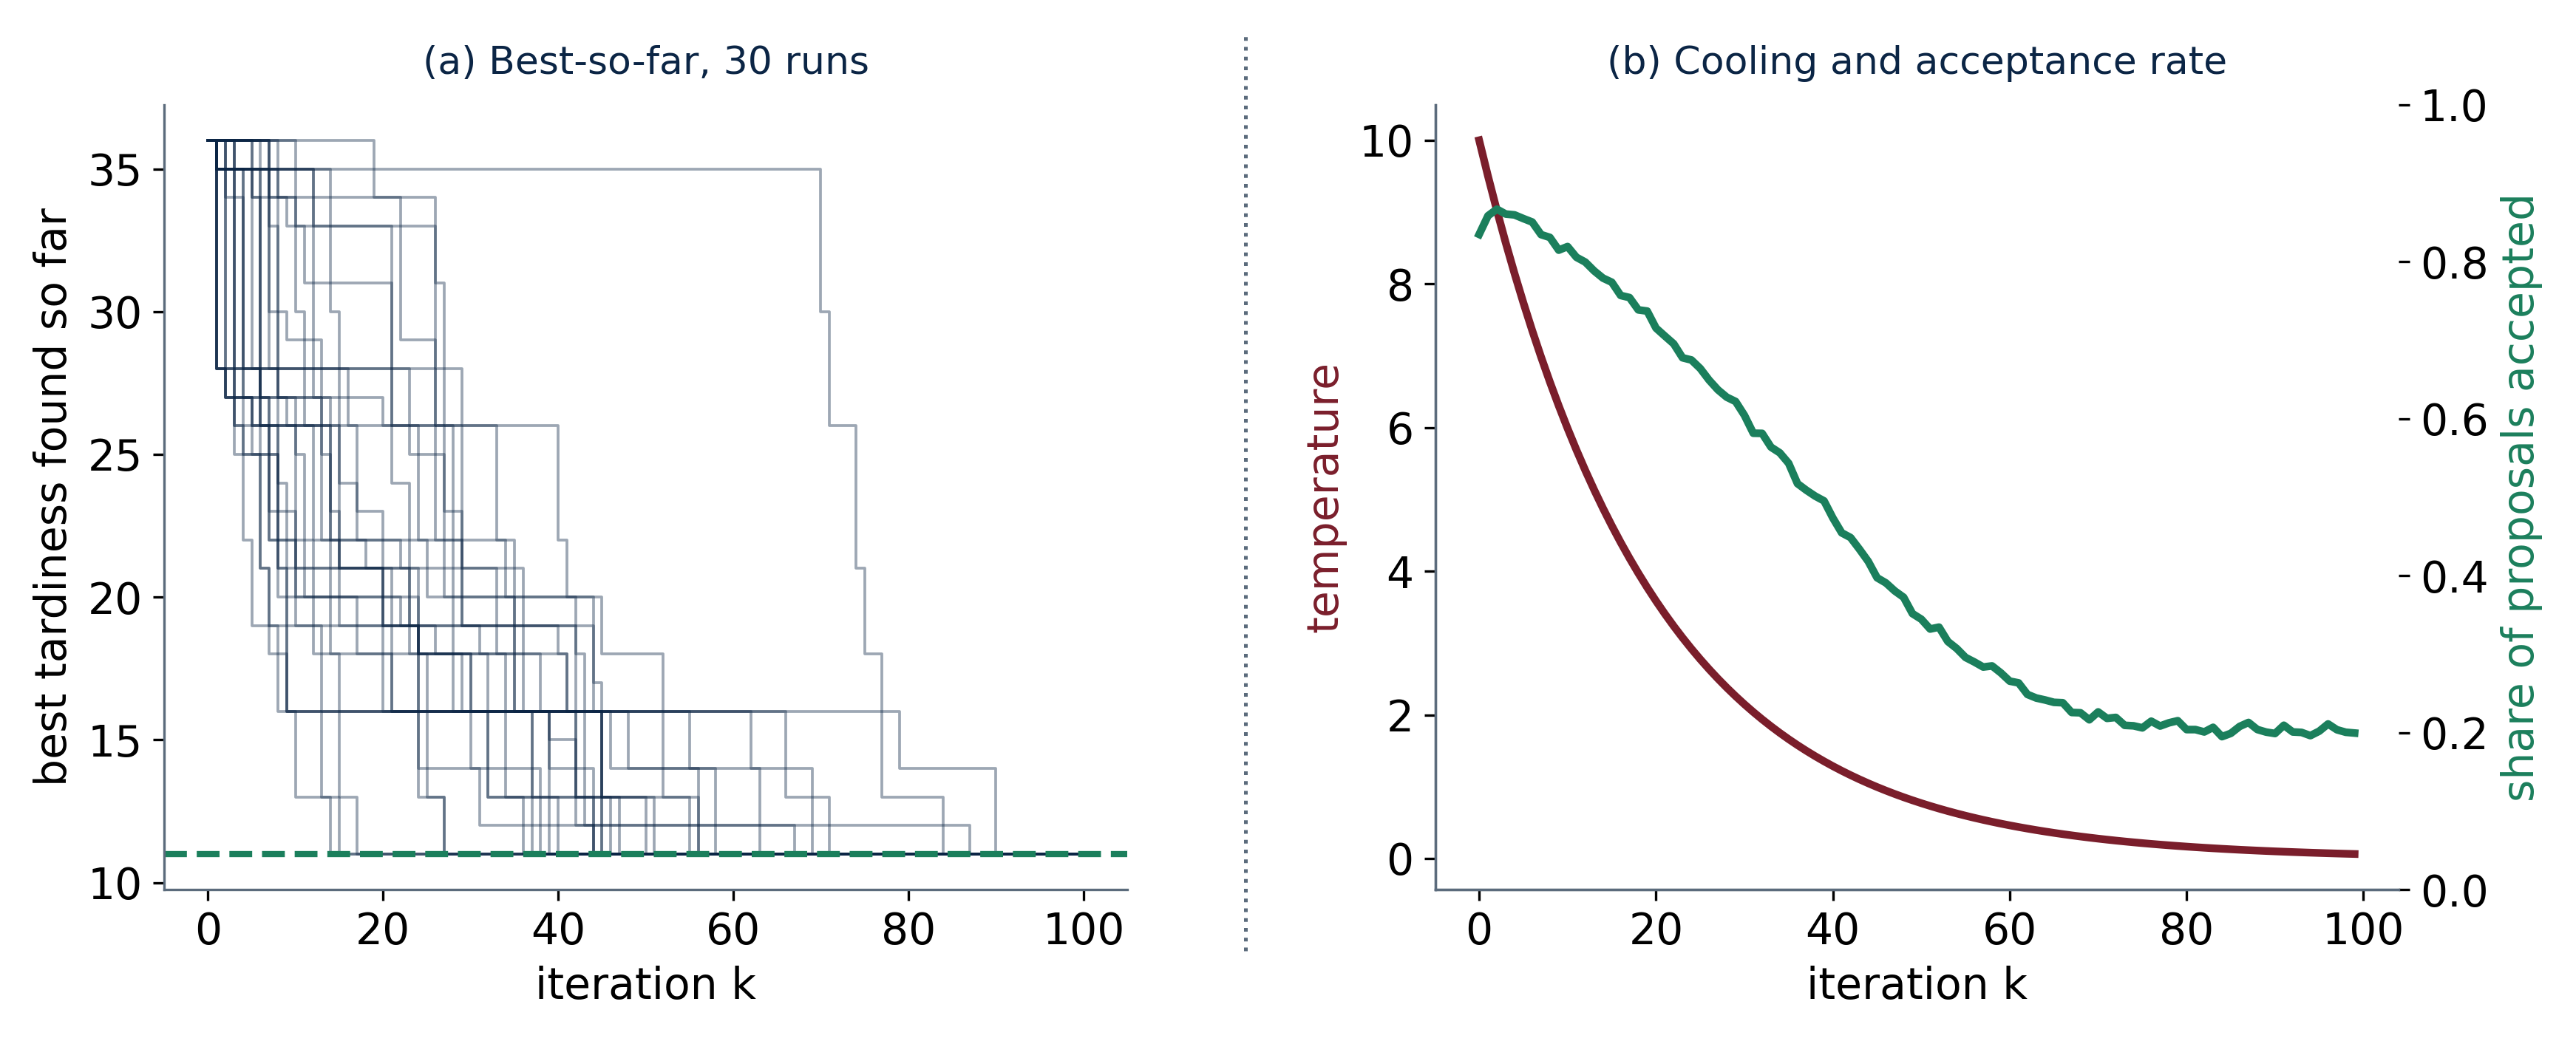 (a) Best-so-far, 30 runs
best tardiness found so far
35
30
25
20
15
10
0 20 40 60 80 100
iteration k
(b) Cooling and acceptance rate
temperature
10
8
6
4
2
0
0 20 40 60 80 100
iteration k
1.0
0.8
0.6
0.4
0.2
0.0
share of proposals accepted